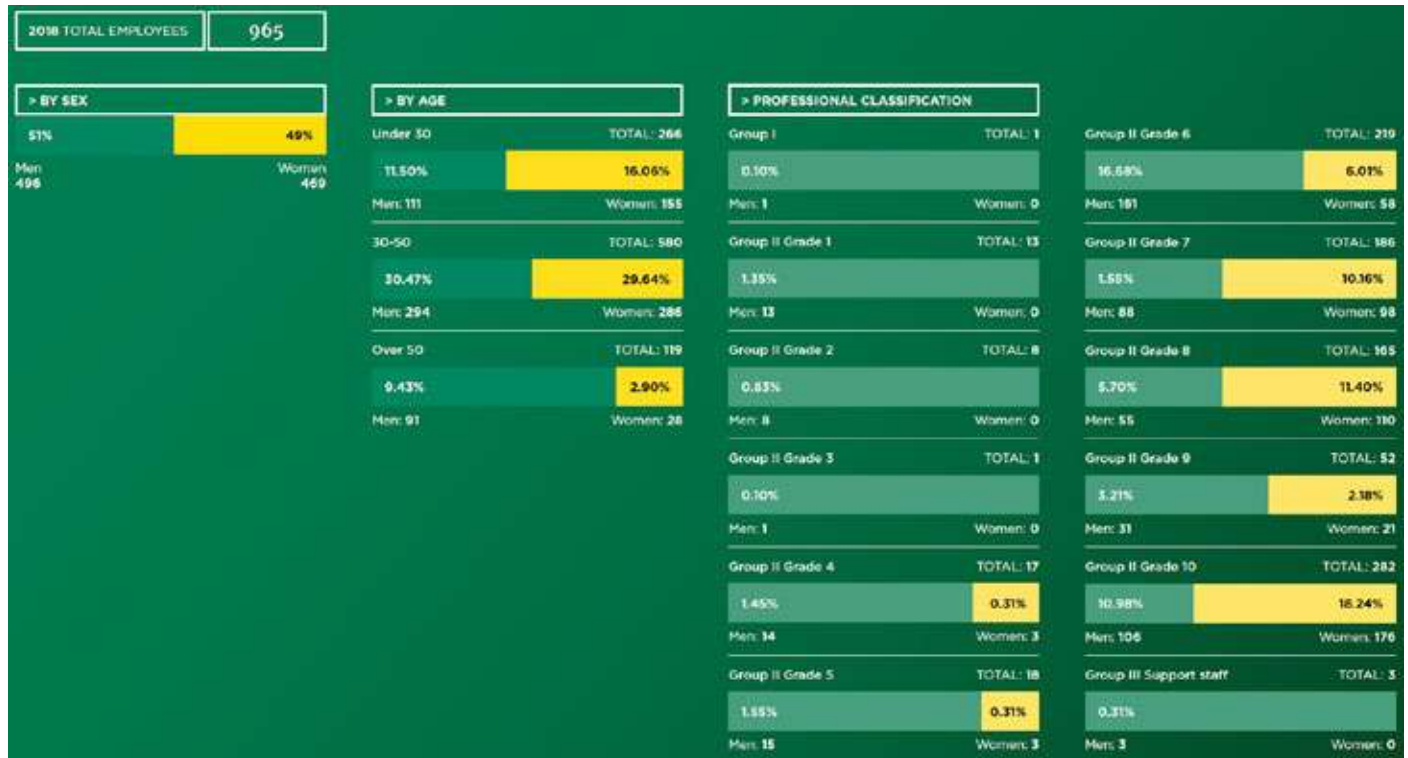 2018 TOTAL EMPLOYEES 965
> BY SEX
51% 49%
Men Women
496 469
> BY AGE
Under 30 TOTAL: 266
11.50% 16.06%
Men: 111 Women: 155
30-50 TOTAL: 580
30.47% 29.64%
Men: 294 Women: 286
Over 50 TOTAL: 119
9.43% 2.90%
Men: 91 Women: 28
> PROFESSIONAL CLASSIFICATION
Group I TOTAL: 1
0.10%
Men: 1 Women: 0
Group II Grade 1 TOTAL: 13
1.35%
Men: 13 Women: 0
Group II Grade 2 TOTAL: 8
0.83%
Men: 8 Women: 0
Group II Grade 3 TOTAL: 1
0.10%
Men: 1 Women: 0
Group II Grade 4 TOTAL: 17
1.45% 0.31%
Men: 14 Women: 3
Group II Grade 5 TOTAL: 18
1.55% 0.31%
Men: 15 Women: 3
Group II Grade 6 TOTAL: 219
16.68% 6.01%
Men: 161 Women: 58
Group II Grade 7 TOTAL: 186
1.55% 10.16%
Men: 88 Women: 98
Group II Grade 8 TOTAL: 165
5.70% 11.40%
Men: 55 Women: 110
Group II Grade 9 TOTAL: 52
3.21% 2.18%
Men: 31 Women: 21
Group II Grade 10 TOTAL: 282
10.98% 18.24%
Men: 106 Women: 176
Group III Support staff TOTAL: 3
0.31%
Men: 3 Women: 0